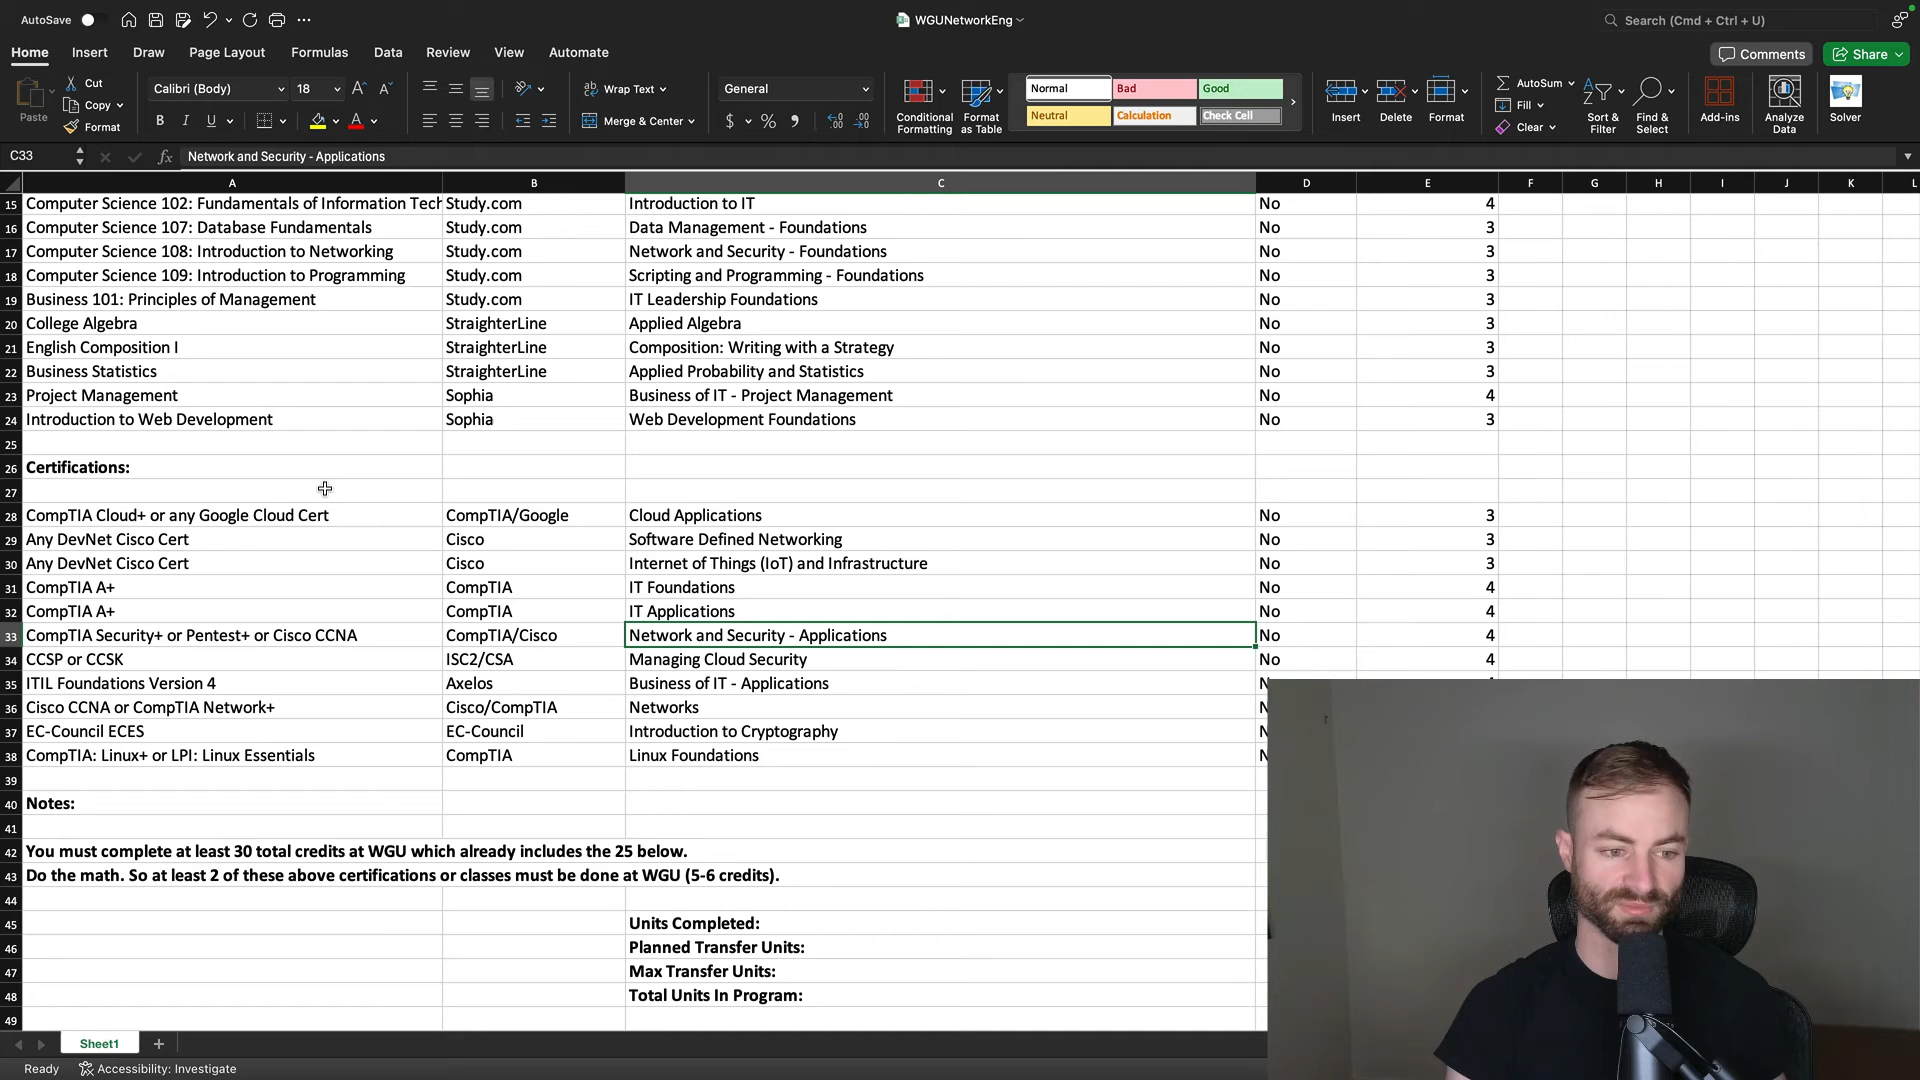 AutoSave
WGUNetworkEng
Search (Cmd + Ctrl + U)
Home Insert Draw Page Layout Formulas Data Review View Automate
Comments Share
Paste Cut Copy Format
Calibri (Body) 18
B I U
Wrap Text
Merge & Center
General
Conditional Formatting
Format as Table
Normal Bad Good
Neutral Calculation Check Cell
Insert Delete Format
AutoSum
Fill
Clear
Sort & Filter
Find & Select
Add-ins
Analyze Data
Solver
C33 fx Network and Security - Applications
A B C D E F G H I J K L
15 Computer Science 102: Fundamentals of Information Tech Study.com Introduction to IT No 4
16 Computer Science 107: Database Fundamentals Study.com Data Management - Foundations No 3
17 Computer Science 108: Introduction to Networking Study.com Network and Security - Foundations No 3
18 Computer Science 109: Introduction to Programming Study.com Scripting and Programming - Foundations No 3
19 Business 101: Principles of Management Study.com IT Leadership Foundations No 3
20 College Algebra StraighterLine Applied Algebra No 3
21 English Composition I StraighterLine Composition: Writing with a Strategy No 3
22 Business Statistics StraighterLine Applied Probability and Statistics No 3
23 Project Management Sophia Business of IT - Project Management No 4
24 Introduction to Web Development Sophia Web Development Foundations No 3
25
26 Certifications:
27
28 CompTIA Cloud+ or any Google Cloud Cert CompTIA/Google Cloud Applications No 3
29 Any DevNet Cisco Cert Cisco Software Defined Networking No 3
30 Any DevNet Cisco Cert Cisco Internet of Things (IoT) and Infrastructure No 3
31 CompTIA A+ CompTIA IT Foundations No 4
32 CompTIA A+ CompTIA IT Applications No 4
33 CompTIA Security+ or Pentest+ or Cisco CCNA CompTIA/Cisco Network and Security - Applications No 4
34 CCSP or CCSK ISC2/CSA Managing Cloud Security No 4
35 ITIL Foundations Version 4 Axelos Business of IT - Applications
36 Cisco CCNA or CompTIA Network+ Cisco/CompTIA Networks
37 EC-Council ECES EC-Council Introduction to Cryptography
38 CompTIA: Linux+ or LPI: Linux Essentials CompTIA Linux Foundations
39
40 Notes:
41
42 You must complete at least 30 total credits at WGU which already includes the 25 below.
43 Do the math. So at least 2 of these above certifications or classes must be done at WGU (5-6 credits).
44
45 Units Completed:
46 Planned Transfer Units:
47 Max Transfer Units:
48 Total Units In Program:
49
Sheet1
Ready Accessibility: Investigate